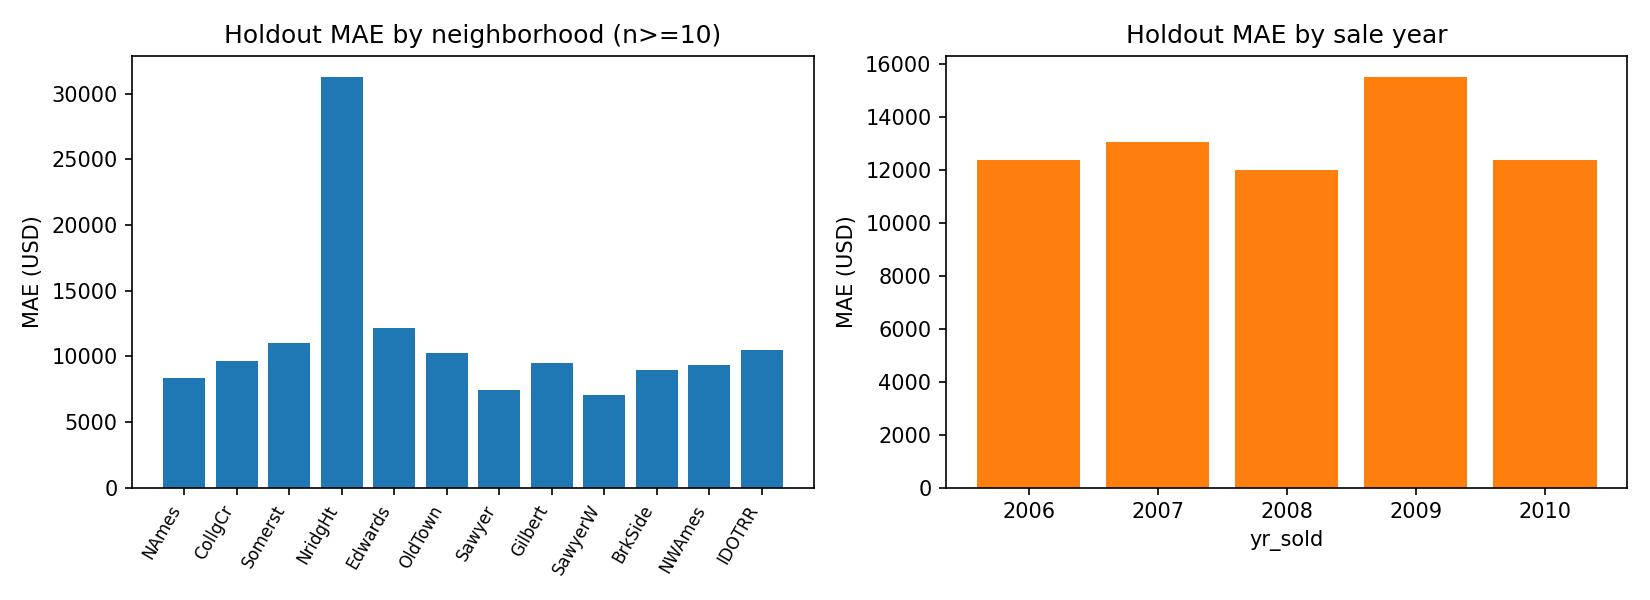 Holdout MAE by neighborhood (n>=10)
MAE (USD)
30000
25000
20000
15000
10000
5000
0
NAmes
CollgCr
Somerst
NridgHt
Edwards
OldTown
Sawyer
Gilbert
SawyerW
BrkSide
NWAmes
IDOTRR
Holdout MAE by sale year
MAE (USD)
16000
14000
12000
10000
8000
6000
4000
2000
0
2006 2007 2008 2009 2010
yr_sold